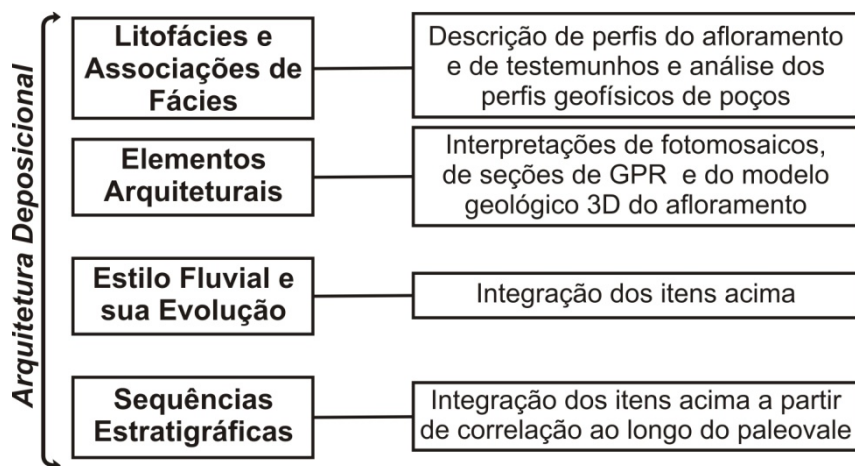 Arquitetura Deposicional
Litofácies e
Associações de
Fácies
Descrição de perfis do afloramento
e de testemunhos e análise dos
perfis geofísicos de poços
Elementos
Arquiteturais
Interpretações de fotomosaicos,
de seções de GPR e do modelo
geológico 3D do afloramento
Estilo Fluvial e
sua Evolução
Integração dos itens acima
Sequências
Estratigráficas
Integração dos itens acima a partir
de correlação ao longo do paleovale